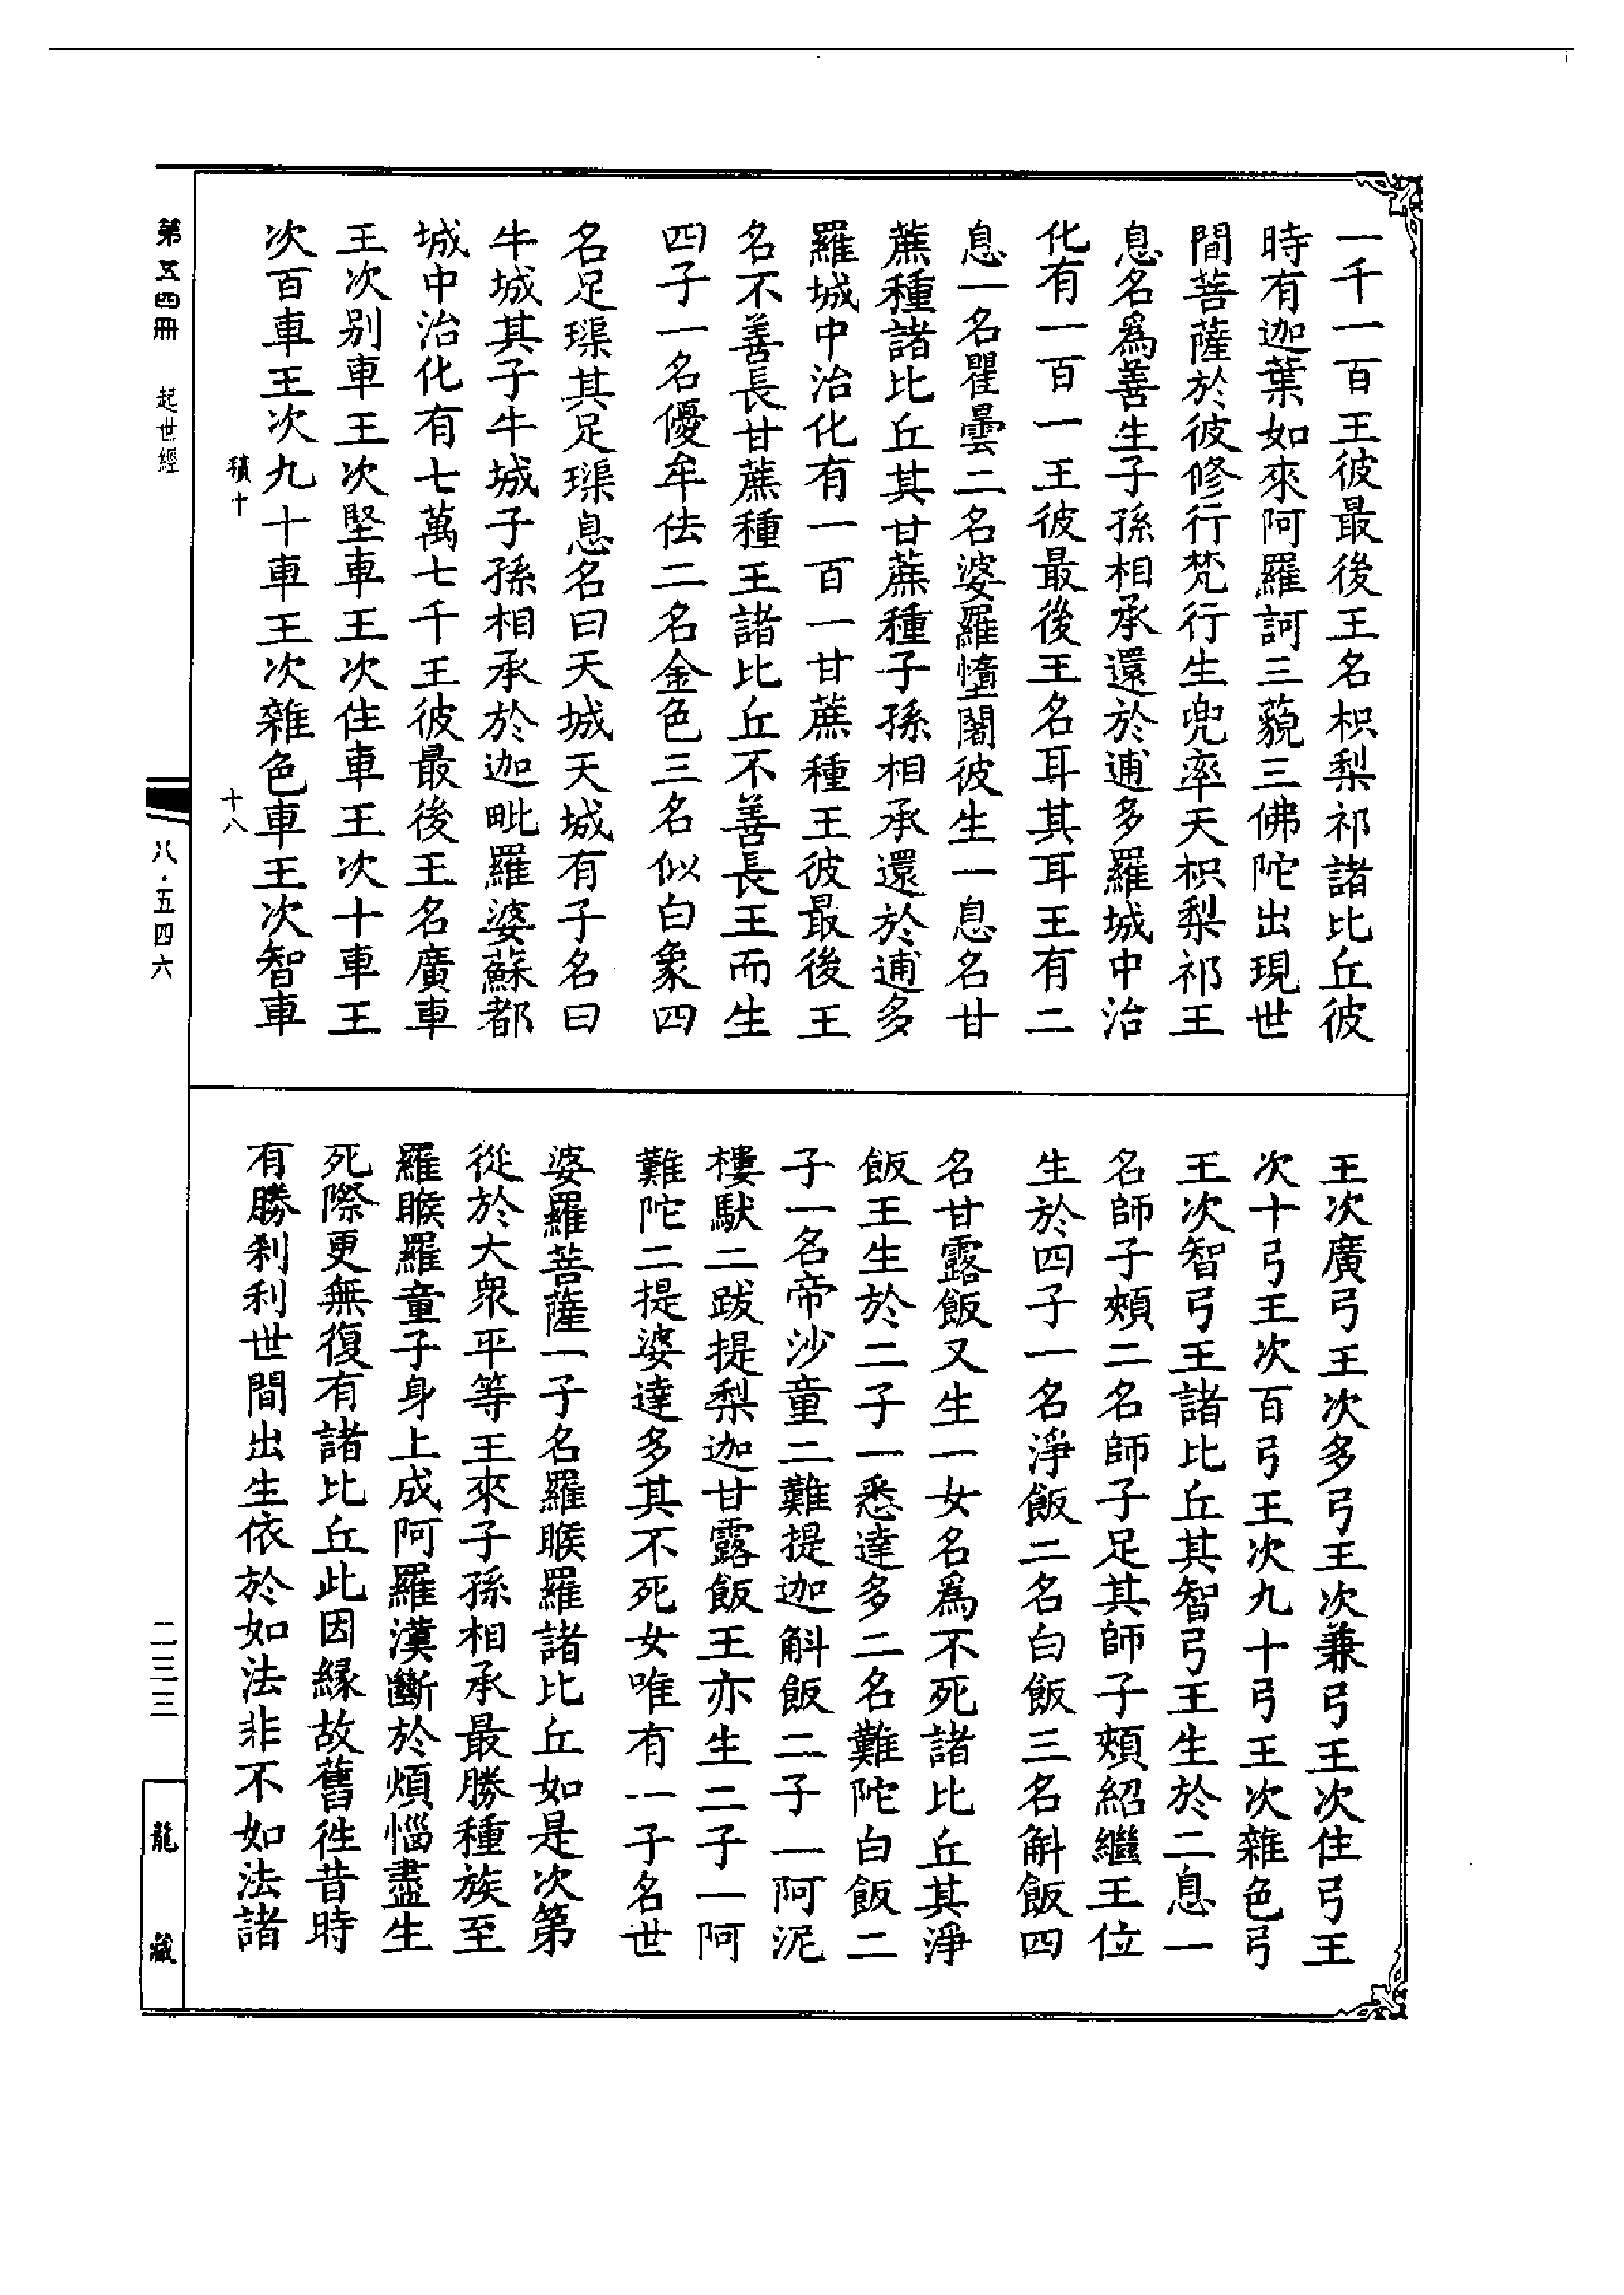 一千一百王彼最後王名枳梨祁諸比丘彼
時有迦葉如來阿羅訶三藐三佛陀出現世
間菩薩於彼修行梵行生兜率天枳梨祁王
息名爲善生子孫相承還於逋多羅城中治
化有一百一王彼最後王名耳其耳王有二
息一名瞿曇二名婆羅墮闍彼生一息名甘
蔗種諸比丘其甘蔗種子孫相承還於逋多
羅城中治化有一百一甘蔗種王彼最後王
名不善長甘蔗種王諸比丘不善長王而生
四子一名優牟佉二名金色三名似白象四
名足璖其足璖息名曰天城天城有子名曰
牛城其子牛城子孫相承於迦毗羅婆蘇都
城中治化有七萬七千王彼最後王名廣車
王次別車王次堅車王次住車王次十車王
次百車王次九十車王次雜色車王次智車
積十
十八
王次廣弓王次多弓王次兼弓王次住弓王
次十弓王次百弓王次九十弓王次雜色弓
王次智弓王諸比丘其智弓王生於二息一
名師子頰二名師子足其師子頰紹繼王位
生於四子一名淨飯二名白飯三名斛飯四
名甘露飯又生一女名爲不死諸比丘其淨
飯王生於二子一悉達多二名難陀白飯二
子一名帝沙童二難提迦斛飯二子一阿泥
樓馱二跋提梨迦甘露飯王亦生二子一阿
難陀二提婆達多其不死女唯有一子名世
婆羅菩薩一子名羅睺羅諸比丘如是次第
從於大衆平等王來子孫相承最勝種族至
羅睺羅童子身上成阿羅漢斷於煩惱盡生
死際更無復有諸比丘此因緣故舊徃昔時
有勝刹利世間出生依於如法非不如法諸
第五四冊
起世經
八·五四六
二三三
龍藏